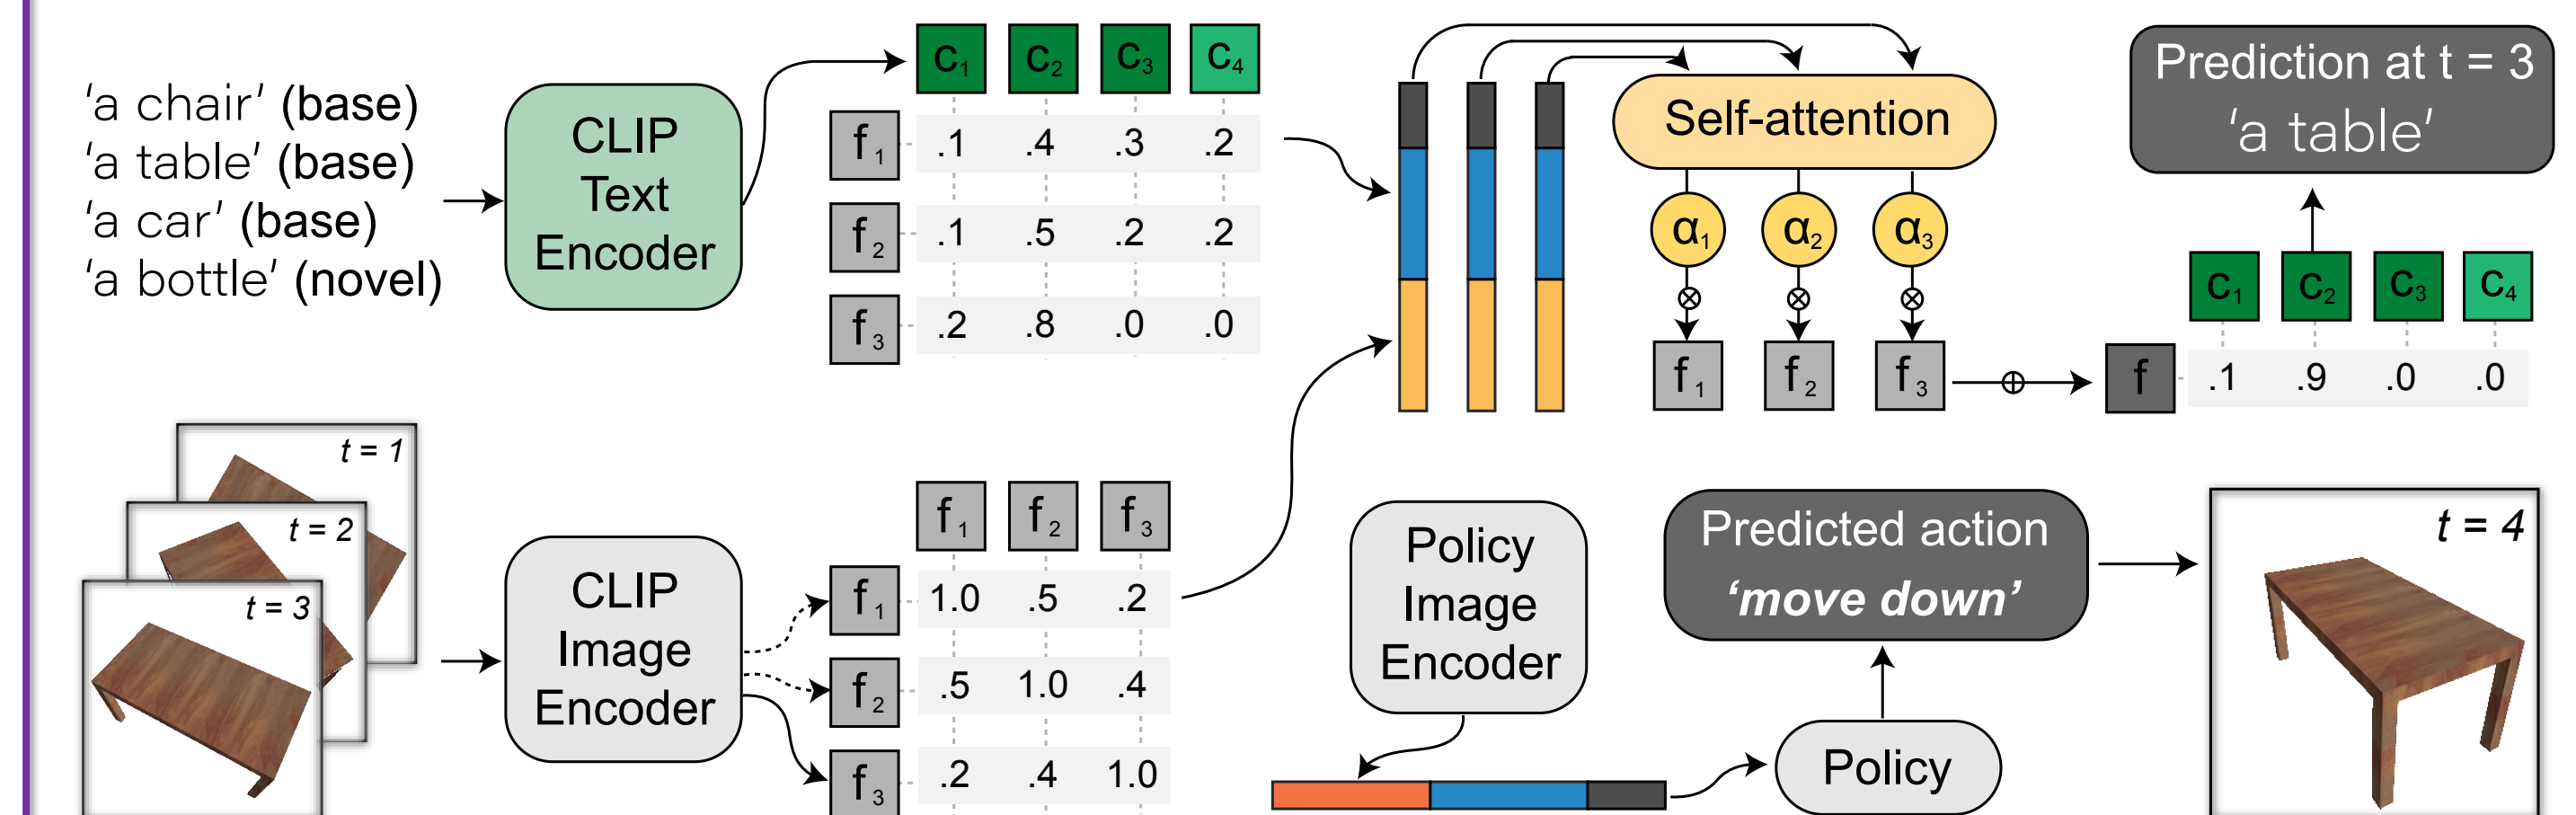 'a chair' (base)
'a table' (base)
'a car' (base)
'a bottle' (novel)
CLIP
Text
Encoder
c₁ c₂ c₃ c₄
f₁ .1 .4 .3 .2
f₂ .1 .5 .2 .2
f₃ .2 .8 .0 .0
Self-attention
α₁ α₂ α₃
⊗ ⊗ ⊗
f₁ f₂ f₃ ⊕
Prediction at t = 3
'a table'
c₁ c₂ c₃ c₄
f .1 .9 .0 .0
t = 1
t = 2
t = 3
CLIP
Image
Encoder
f₁ f₂ f₃
f₁ 1.0 .5 .2
f₂ .5 1.0 .4
f₃ .2 .4 1.0
Policy
Image
Encoder
Predicted action
'move down'
Policy
t = 4